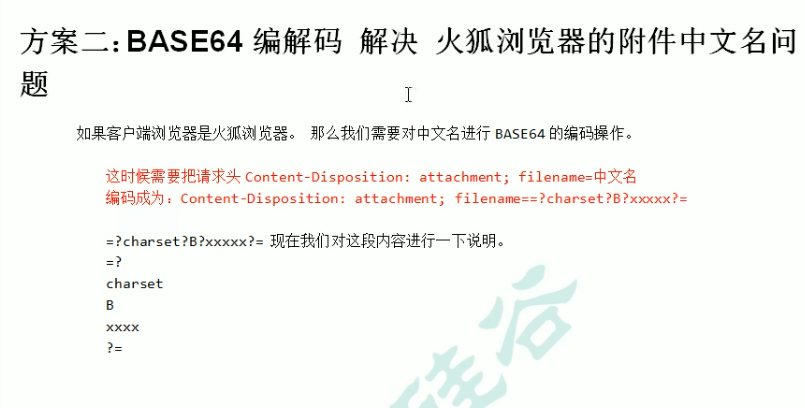 方案二：BASE64 编解码 解决 火狐浏览器的附件中文名问
题
如果客户端浏览器是火狐浏览器。 那么我们需要对中文名进行 BASE64 的编码操作。
这时候需要把请求头 Content-Disposition: attachment; filename=中文名
编码成为：Content-Disposition: attachment; filename==?charset?B?xxxxx?=
=?charset?B?xxxxx?= 现在我们对这段内容进行一下说明。
=?
charset
B
xxxx
?=
硅谷